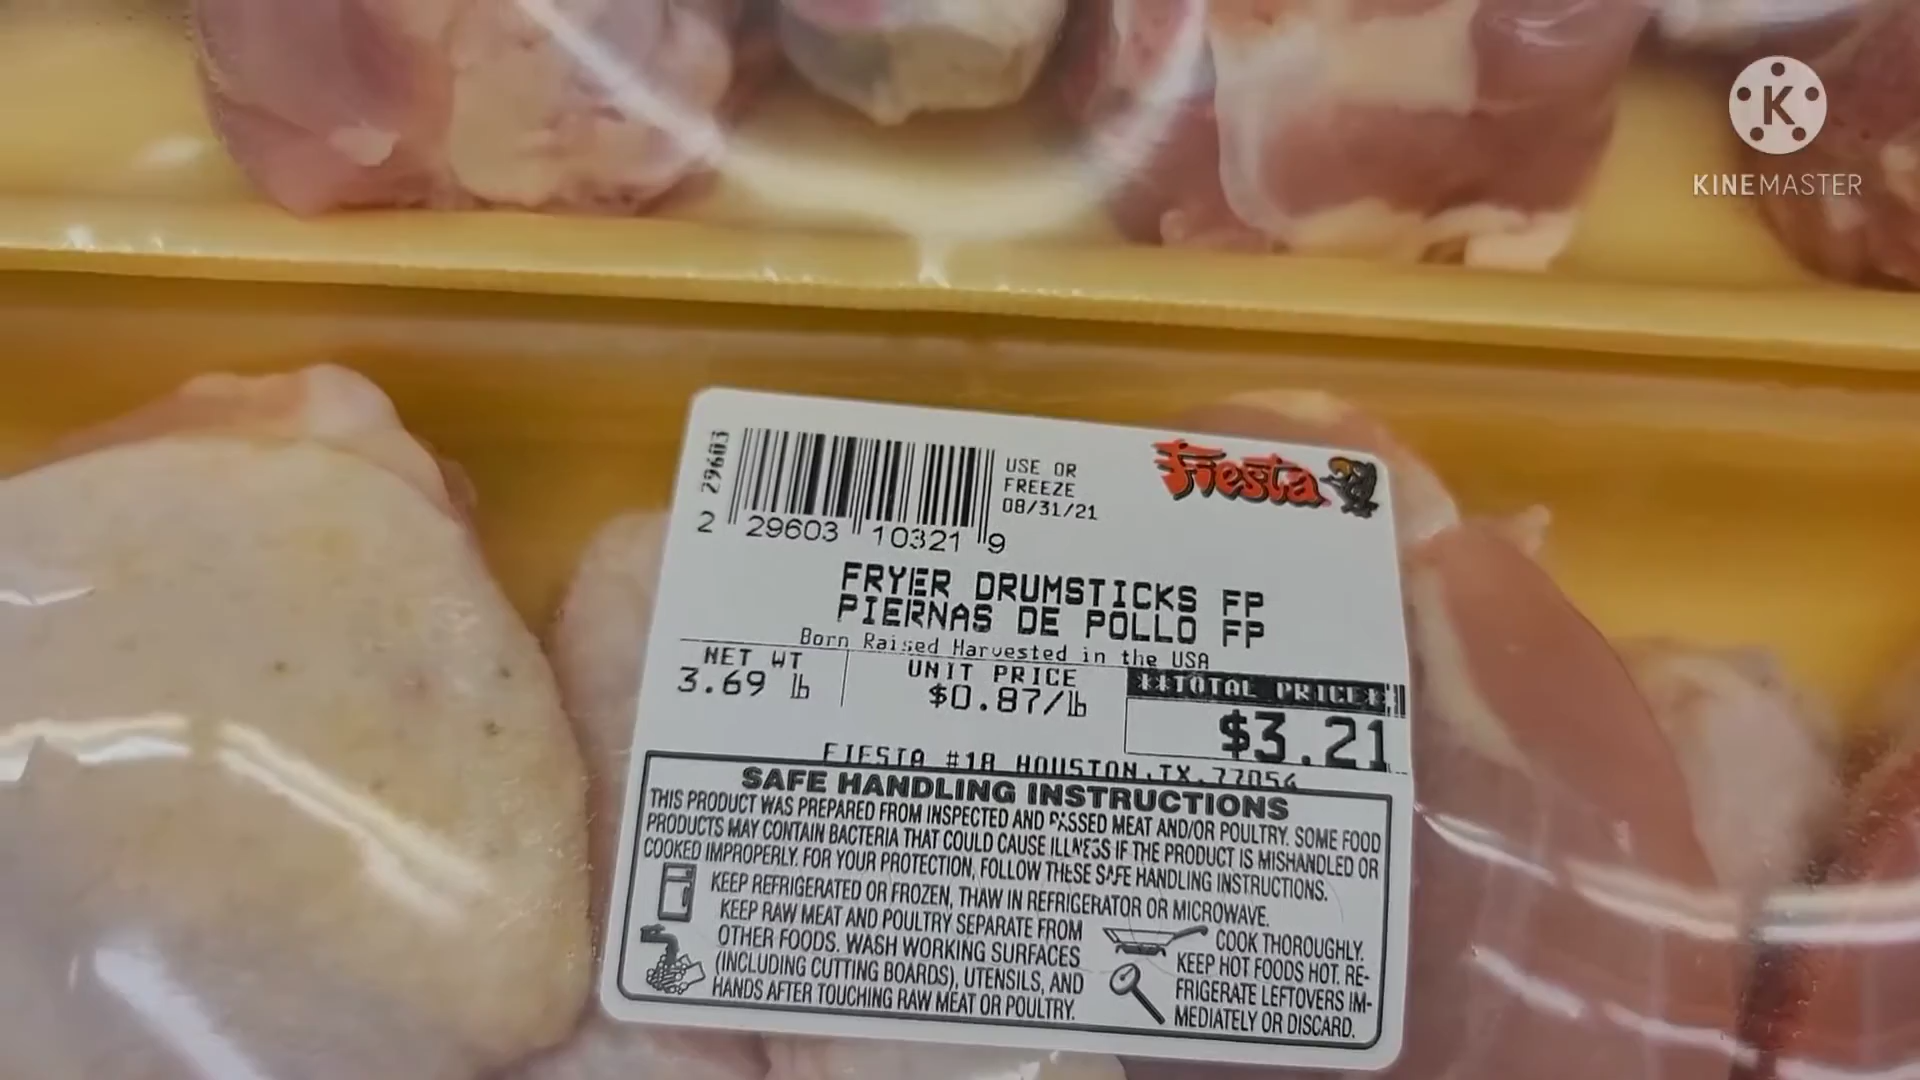 KINEMASTER
29603
USE OR
FREEZE
08/31/21
Fiesta
2 29603 10321 9
FRYER DRUMSTICKS FP
PIERNAS DE POLLO FP
Born Raised Harvested in the USA
NET WT
3.69 lb
UNIT PRICE
$0.87/lb
**TOTAL PRICE**
$3.21
FIESTA #18 HOUSTON,TX.77054
SAFE HANDLING INSTRUCTIONS
THIS PRODUCT WAS PREPARED FROM INSPECTED AND PASSED MEAT AND/OR POULTRY. SOME FOOD
PRODUCTS MAY CONTAIN BACTERIA THAT COULD CAUSE ILLNESS IF THE PRODUCT IS MISHANDLED OR
COOKED IMPROPERLY. FOR YOUR PROTECTION, FOLLOW THESE SAFE HANDLING INSTRUCTIONS.
KEEP REFRIGERATED OR FROZEN, THAW IN REFRIGERATOR OR MICROWAVE.
KEEP RAW MEAT AND POULTRY SEPARATE FROM
OTHER FOODS. WASH WORKING SURFACES
(INCLUDING CUTTING BOARDS), UTENSILS, AND
HANDS AFTER TOUCHING RAW MEAT OR POULTRY.
COOK THOROUGHLY.
KEEP HOT FOODS HOT. RE-
FRIGERATE LEFTOVERS IM-
MEDIATELY OR DISCARD.